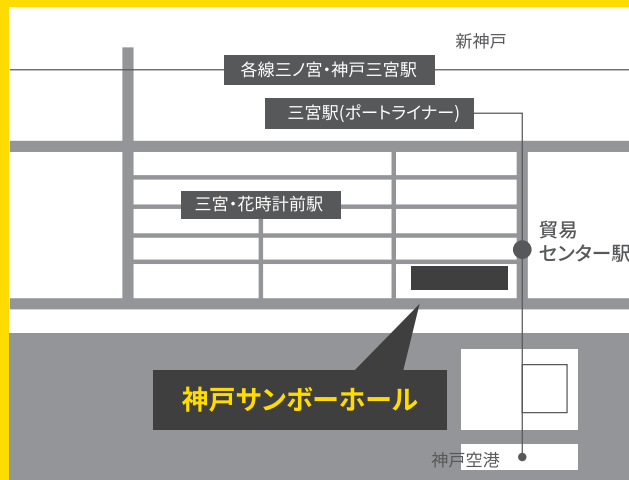 新神戸
各線三ノ宮・神戸三宮駅
三宮駅(ポートライナー)
三宮・花時計前駅
貿易
センター駅
神戸サンボーホール
神戸空港